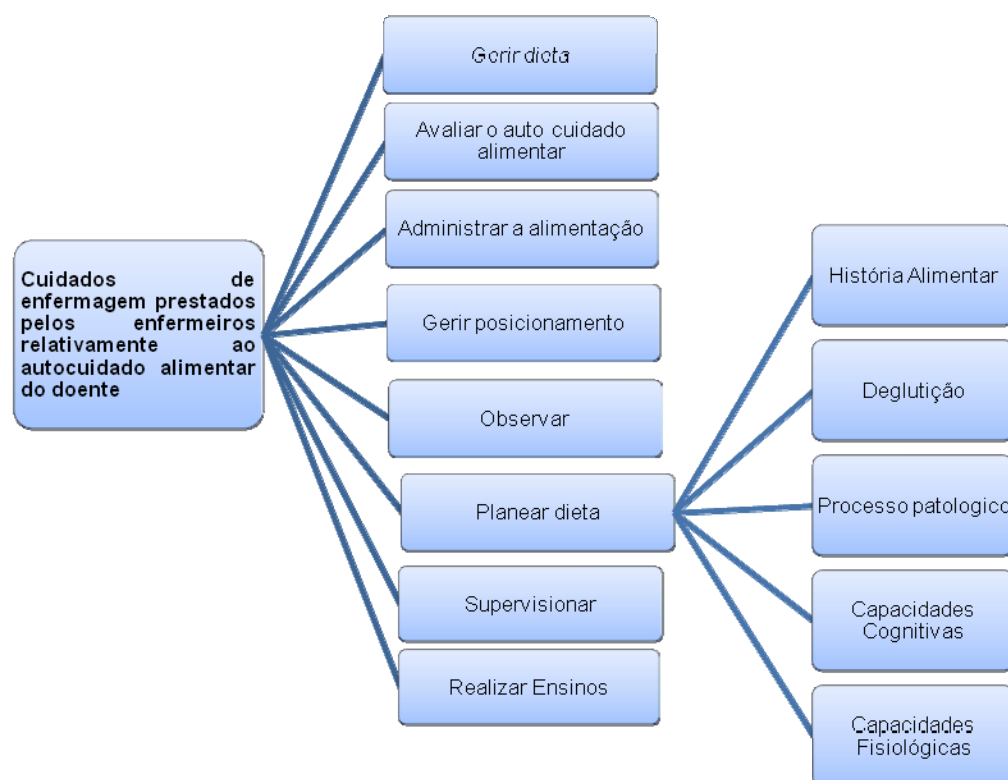 Gerir dieta
Avaliar o auto cuidado
alimentar
Administrar a alimentação
Cuidados de
enfermagem prestados
pelos enfermeiros
relativamente ao
autocuidado alimentar
do doente
Gerir posicionamento
Observar
Planear dieta
Supervisionar
Realizar Ensinos
História Alimentar
Deglutição
Processo patologico
Capacidades
Cognitivas
Capacidades
Fisiológicas